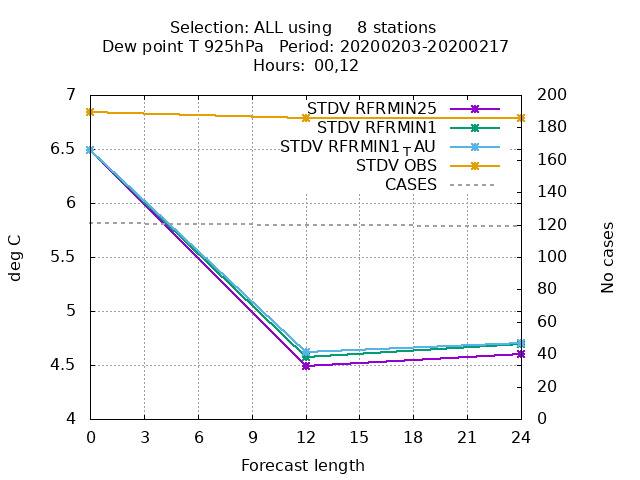 Selection: ALL using     8 stations
Dew point T 925hPa   Period: 20200203-20200217
Hours:  00,12
7
6.5
6
5.5
5
4.5
4
deg C
STDV RFRMIN25
STDV RFRMIN1
STDV RFRMIN1_TAU
STDV OBS
CASES
200
180
160
140
120
100
80
60
40
20
0
No cases
0 3 6 9 12 15 18 21 24
Forecast length